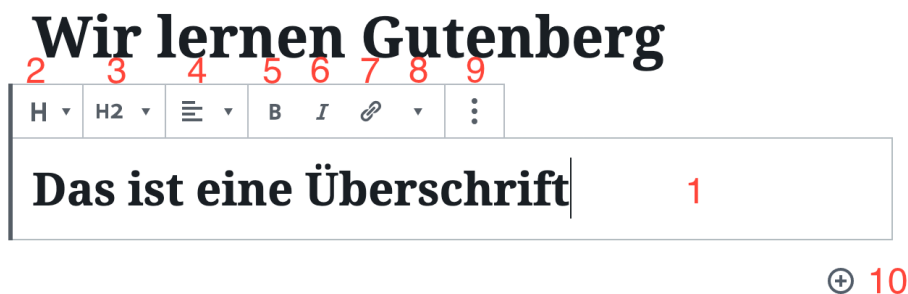 Wir lernen Gutenberg
2 3 4 5 6 7 8 9
H H2 B I
Das ist eine Überschrift 1
10